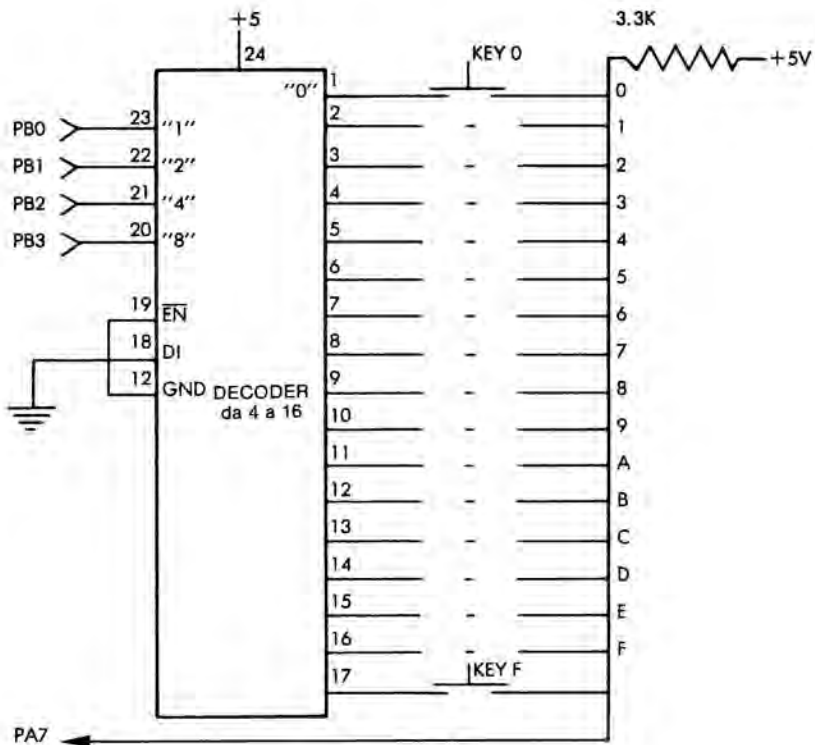 +5
3.3K
24
KEY 0
+5V
"0"
1
0
PB0
23
"1"
2
1
PB1
22
"2"
3
2
PB2
21
"4"
4
3
PB3
20
"8"
5
4
6
5
19
EN
7
6
18
DI
8
7
12
GND
DECODER
da 4 a 16
9
8
10
9
11
A
12
B
13
C
14
D
15
E
16
F
17
KEY F
PA7